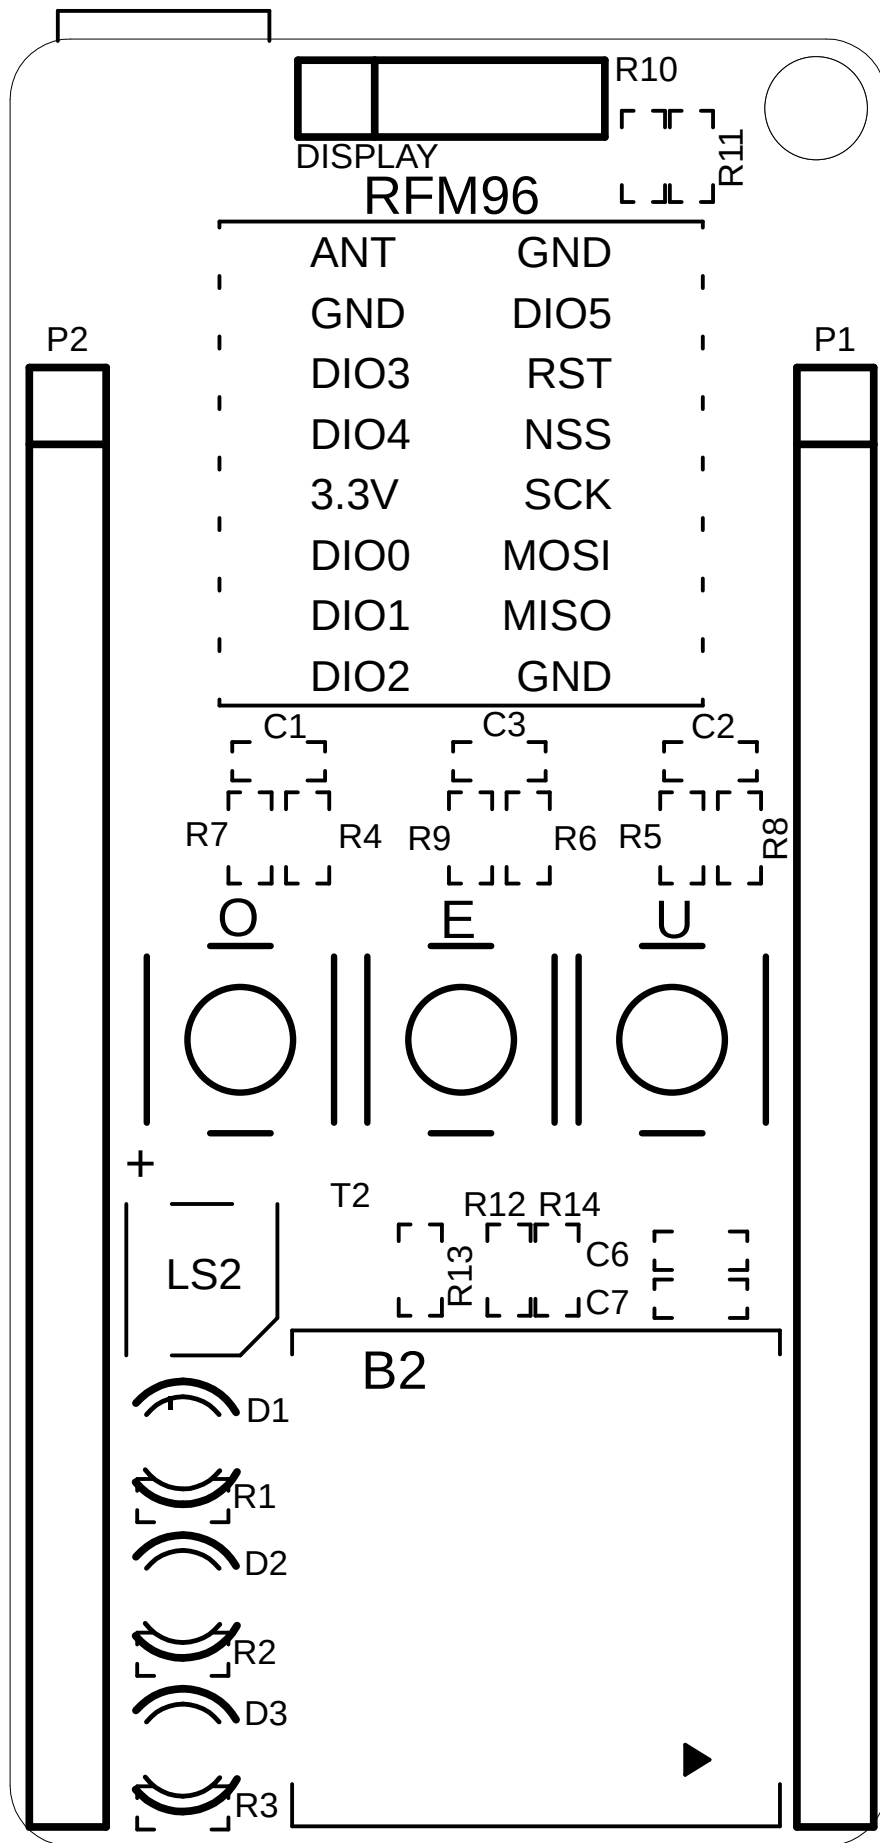 R10
R11
DISPLAY
RFM96
ANT GND
GND DIO5
DIO3 RST
DIO4 NSS
3.3V SCK
DIO0 MOSI
DIO1 MISO
DIO2 GND
P2
P1
C1 C3 C2
R7 R4 R9 R6 R5 R8
O E U
+
T2 R12 R14
LS2
R13
C6
C7
B2
D1
R1
D2
R2
D3
R3